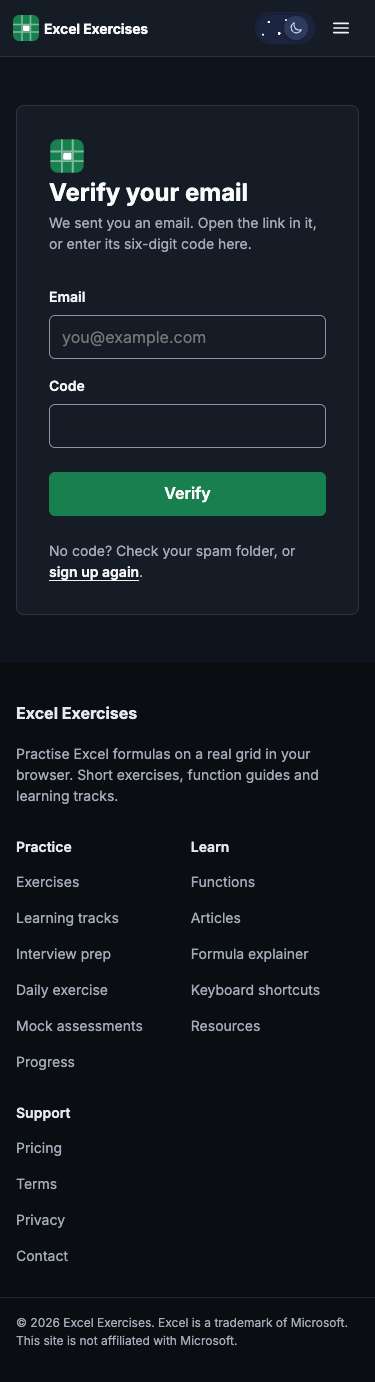 Excel Exercises
Verify your email
We sent you an email. Open the link in it,
or enter its six-digit code here.
Email
you@example.com
Code
Verify
No code? Check your spam folder, or
sign up again.
Excel Exercises
Practise Excel formulas on a real grid in your
browser. Short exercises, function guides and
learning tracks.
Practice
Exercises
Learning tracks
Interview prep
Daily exercise
Mock assessments
Progress
Learn
Functions
Articles
Formula explainer
Keyboard shortcuts
Resources
Support
Pricing
Terms
Privacy
Contact
© 2026 Excel Exercises. Excel is a trademark of Microsoft.
This site is not affiliated with Microsoft.